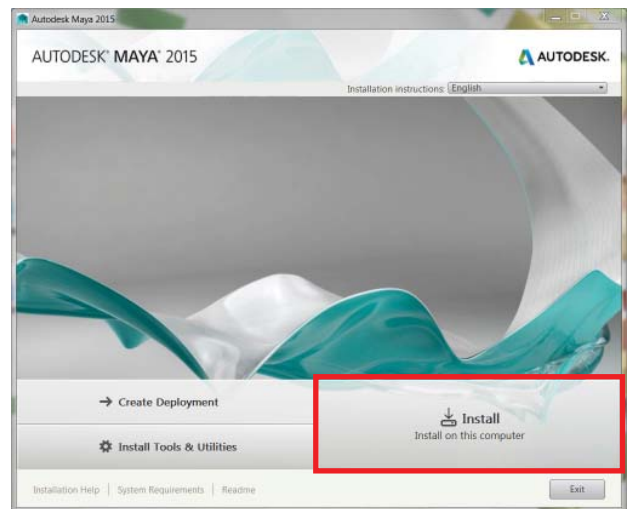 Autodesk Maya 2015
AUTODESK® MAYA® 2015
AUTODESK.
Installation instructions: English
→ Create Deployment
Install
Install on this computer
Install Tools & Utilities
Installation Help | System Requirements | Readme
Exit